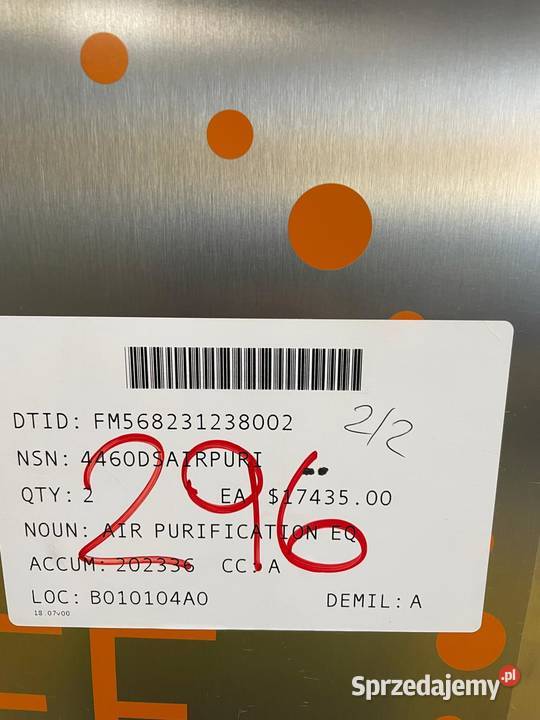 DTID: FM568231238002
2/2
NSN: 4460DSAIRPURI
QTY: 2 EA $17435.00
296
NOUN: AIR PURIFICATION EQ
ACCUM: 202336 CC: A
LOC: B010104A0 DEMIL: A
18.07v00
Sprzedajemy.pl